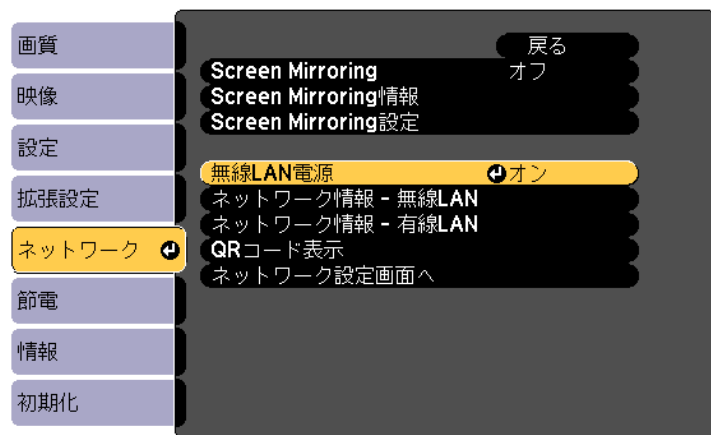 画質
映像
設定
拡張設定
ネットワーク
節電
情報
初期化
戻る
Screen Mirroring オフ
Screen Mirroring情報
Screen Mirroring設定
無線LAN電源 オン
ネットワーク情報 - 無線LAN
ネットワーク情報 - 有線LAN
QRコード表示
ネットワーク設定画面へ